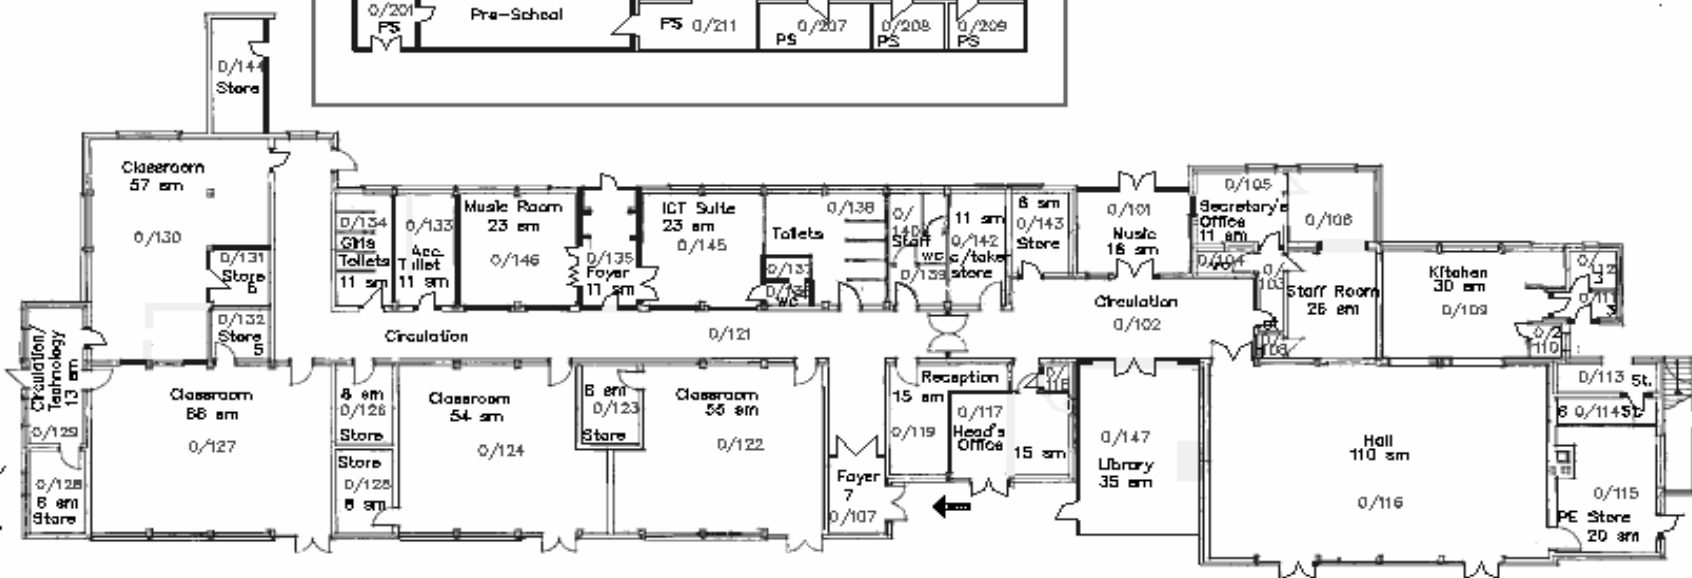 0/201
PS
Pre-School
PS 0/211
0/207
PS
0/208
PS
0/209
PS
0/144
Store
Classroom
57 sm
0/130
0/131
Store
6
0/132
Store
5
0/134
Girls
Toilets
11 sm
0/133
Acc.
Toilet
11 sm
Music Room
23 sm
0/146
0/135
Foyer
11 sm
ICT Suite
23 sm
0/145
0/138
Toilets
0/137
WC
0/140
Staff
WC
0/139
11 sm
0/142
store
6 sm
0/143
Store
0/101
Music
16 sm
0/105
Secretary's
Office
11 sm
0/104
0/103
0/106
Staff Room
26 sm
Kitchen
30 sm
0/109
0/110
Circulation
0/121
Circulation
0/102
Circulation
Technology
13 sm
0/129
0/128
6 sm
Store
Classroom
66 sm
0/127
8 sm
0/126
Store
Store
0/125
8 sm
Classroom
54 sm
0/124
8 sm
0/123
Store
Classroom
55 sm
0/122
Foyer
7
0/107
Reception
15 sm
0/119
0/117
Head's
Office
15 sm
0/147
Library
35 sm
Hall
110 sm
0/116
0/113 St.
6 0/114 St.
0/115
PE Store
20 sm